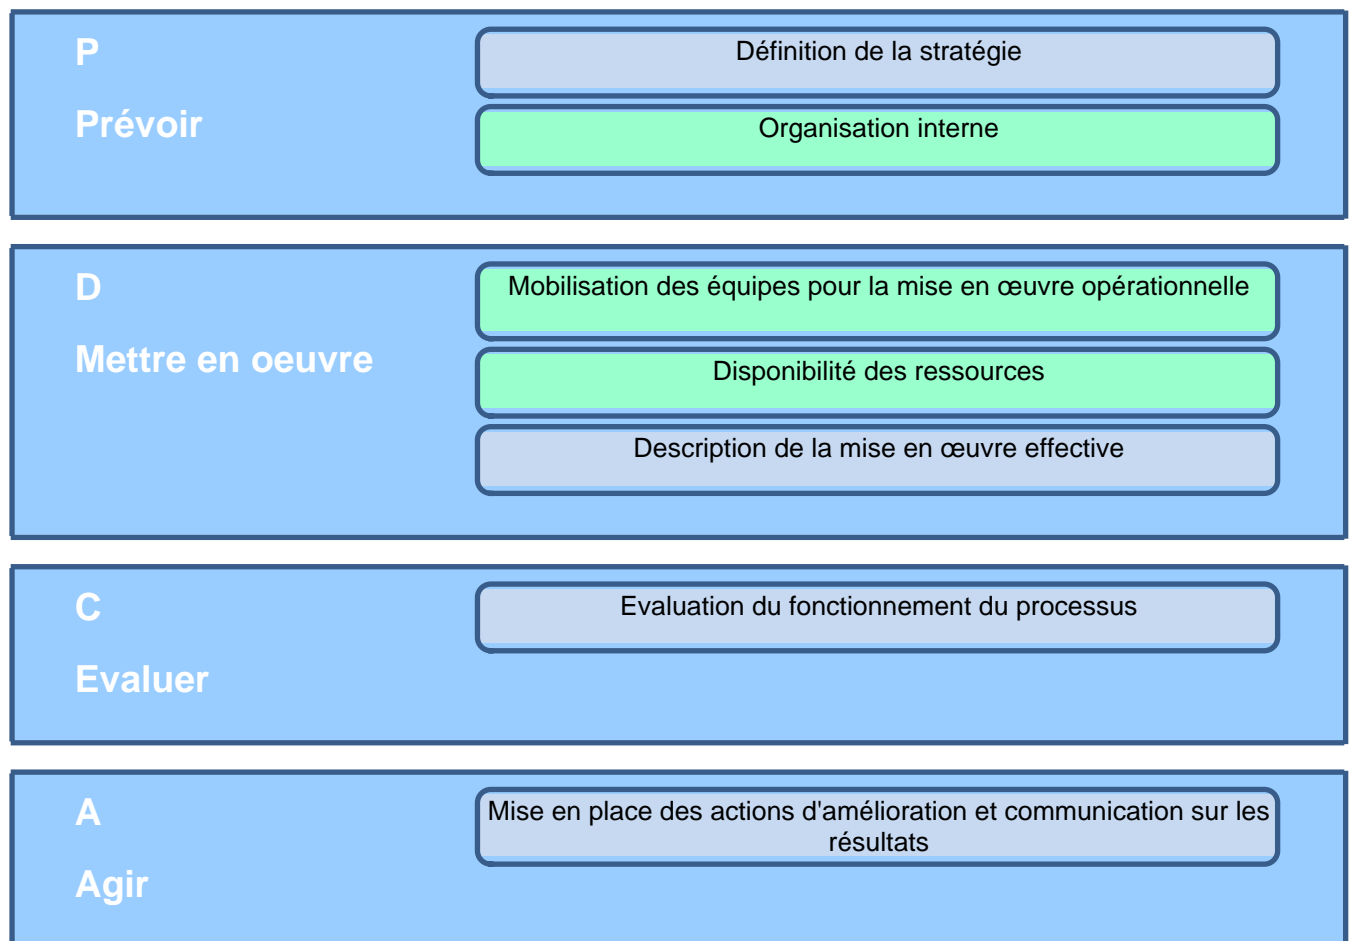 P
Prévoir
Définition de la stratégie
Organisation interne
D
Mettre en oeuvre
Mobilisation des équipes pour la mise en œuvre opérationnelle
Disponibilité des ressources
Description de la mise en œuvre effective
C
Evaluer
Evaluation du fonctionnement du processus
A
Agir
Mise en place des actions d'amélioration et communication sur les
résultats